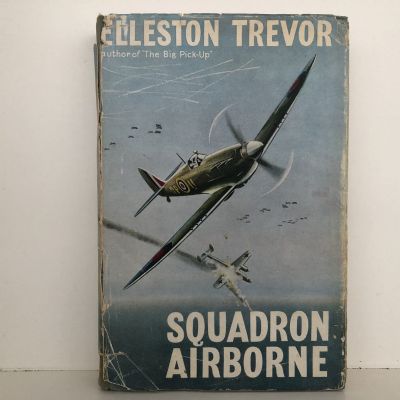 ELLESTON TREVOR
author of "The Big Pick-Up"
SQUADRON
AIRBORNE